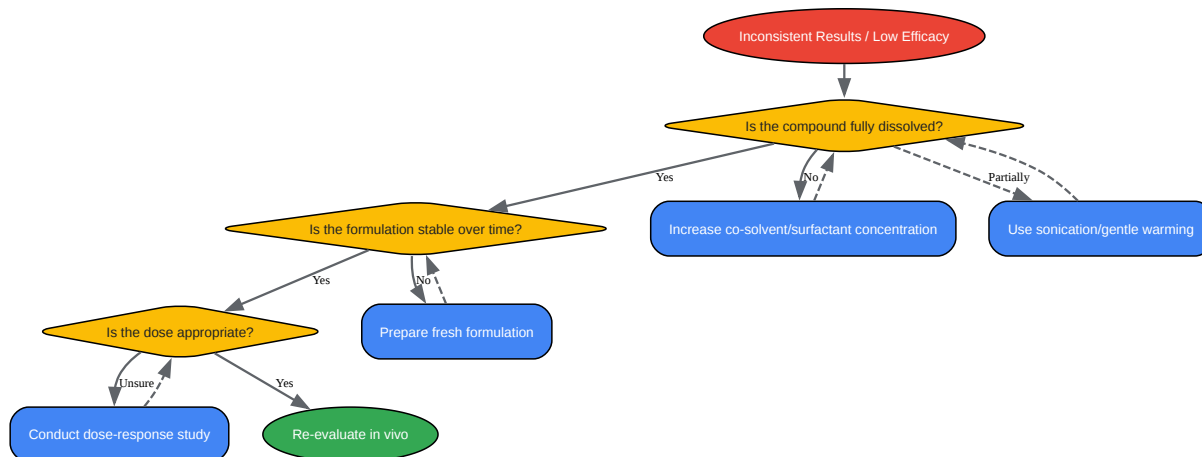 Inconsistent Results / Low Efficacy
Is the compound fully dissolved?
Yes
No
Partially
Is the formulation stable over time?
Increase co-solvent/surfactant concentration
Use sonication/gentle warming
Yes
No
Is the dose appropriate?
Prepare fresh formulation
Unsure
Yes
Conduct dose-response study
Re-evaluate in vivo